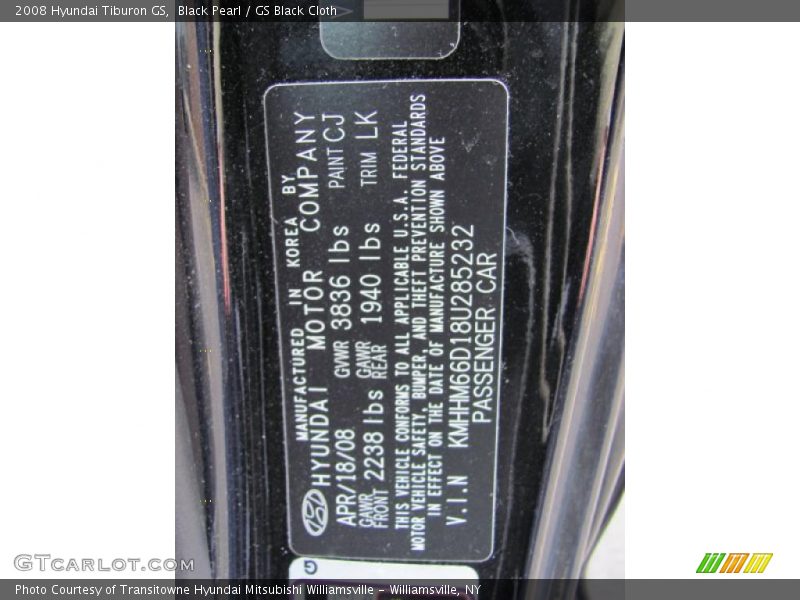 2008 Hyundai Tiburon GS, Black Pearl / GS Black Cloth
MANUFACTURED IN KOREA BY
HYUNDAI MOTOR COMPANY
APR/18/08 GVWR 3836 lbs PAINT CJ
GAWR FRONT 2238 lbs GAWR REAR 1940 lbs TRIM LK
THIS VEHICLE CONFORMS TO ALL APPLICABLE U.S.A. FEDERAL
MOTOR VEHICLE SAFETY, BUMPER, AND THEFT PREVENTION STANDARDS
IN EFFECT ON THE DATE OF MANUFACTURE SHOWN ABOVE
V.I.N KMHHM66D18U285232
PASSENGER CAR
G
GTCarLot.com
Photo Courtesy of Transitowne Hyundai Mitsubishi Williamsville - Williamsville, NY